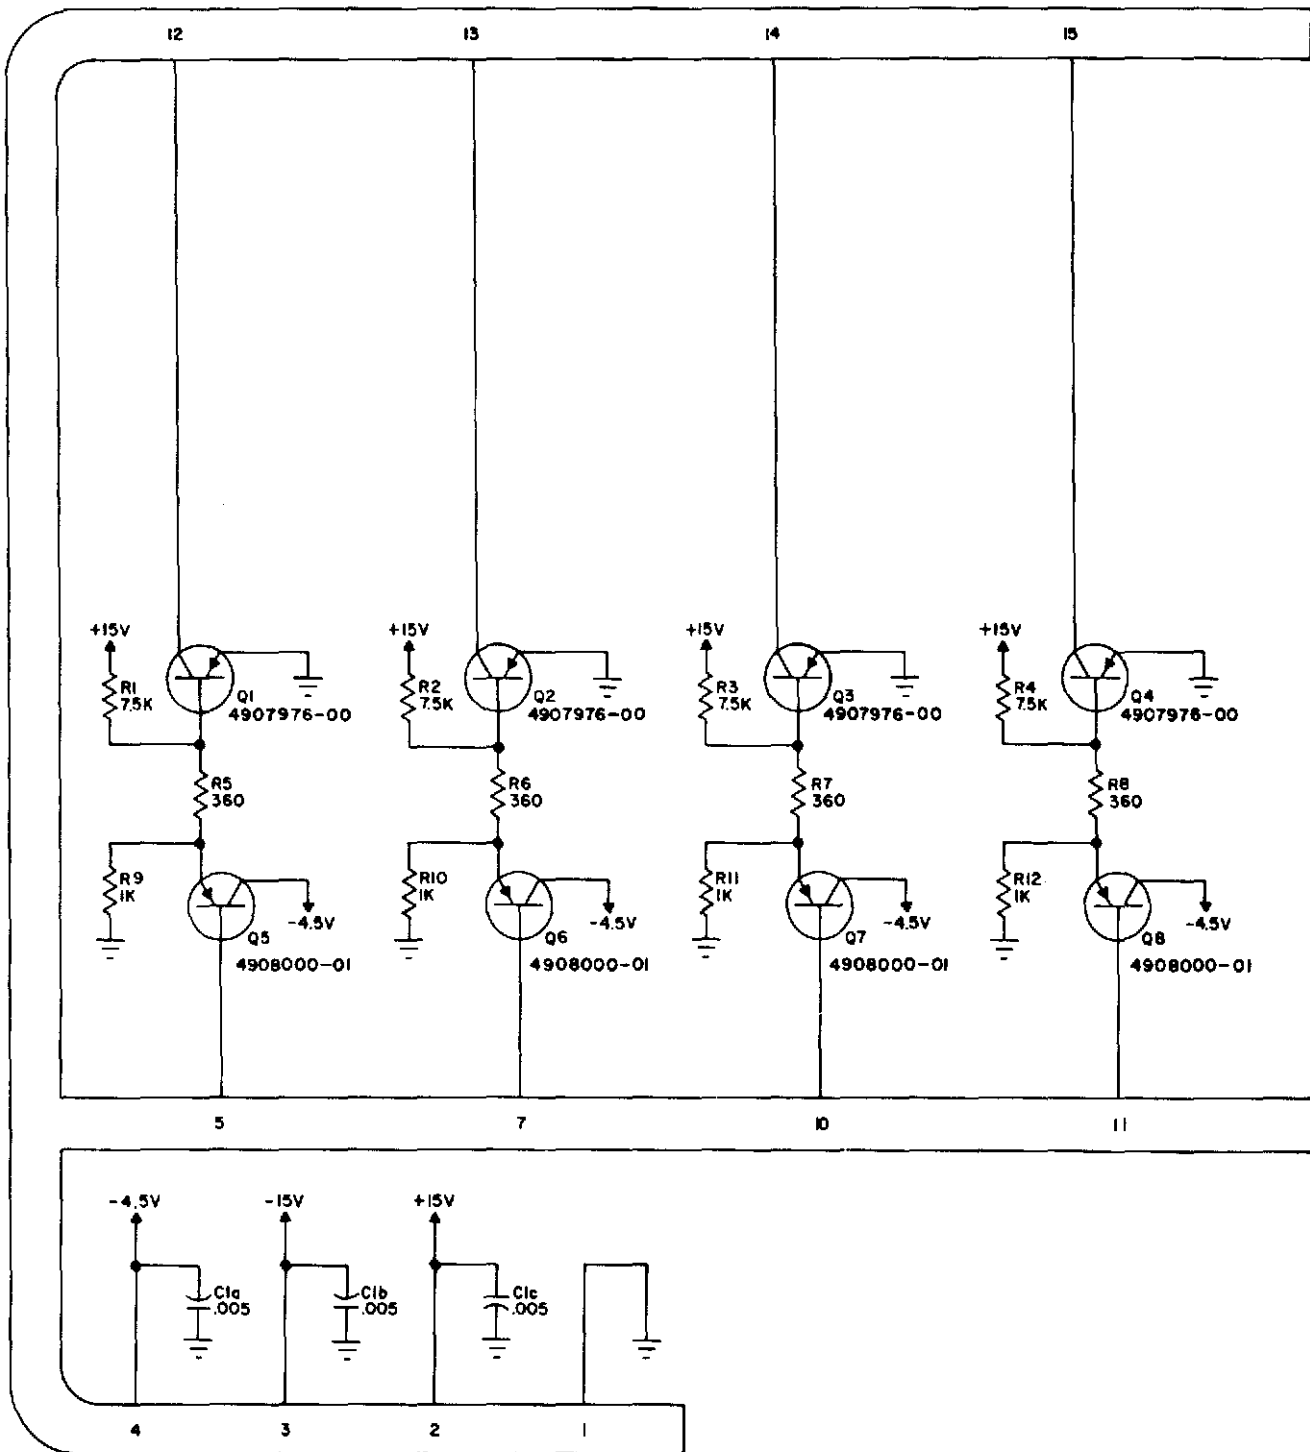 12 13 14 15
+15V +15V +15V +15V
R1 Q1 R2 Q2 R3 Q3 R4 Q4
7.5K 7.5K 7.5K 7.5K
4907976-00 4907976-00 4907976-00 4907976-00
R5 R6 R7 R8
360 360 360 360
R9 R10 R11 R12
1K 1K 1K 1K
-4.5V -4.5V -4.5V -4.5V
Q5 Q6 Q7 Q8
4908000-01 4908000-01 4908000-01 4908000-01
5 7 10 11
-4.5V -15V +15V
C1a C1b C1c
.005 .005 .005
4 3 2 1